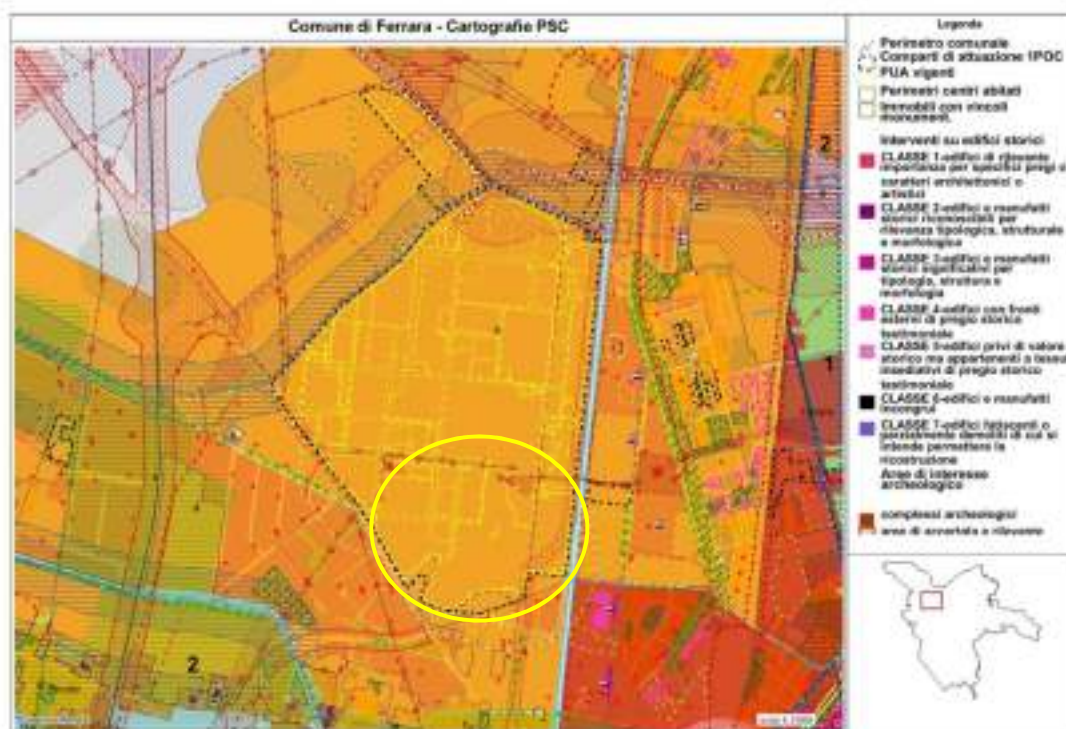 Comune di Ferrara - Cartografie PSC
Legenda
Perimetro comunale
Comparti di attuazione 1POC
PUA vigenti
Perimetri centri abitati
Immobili con vincoli
monument.
Interventi su edifici storici
CLASSE 1-edifici di rilevante
importanza per specifici pregi o
caratteri architettonici o
artistici
CLASSE 2-edifici o manufatti
storici riconoscibili per
rilevanza tipologica, strutturale
e morfologica
CLASSE 3-edifici o manufatti
storici significativi per
tipologia, struttura e
morfologia
CLASSE 4-edifici con fronti
esterni di pregio storico
testimoniale
CLASSE 5-edifici privi di valore
storico ma appartenenti a tessuti
insediativi di pregio storico
testimoniale
CLASSE 6-edifici o manufatti
incongrui
CLASSE 7-edifici fatiscenti o
parzialmente demoliti di cui si
intende permettere la
ricostruzione
Aree di interesse
archeologico
complessi archeologici
aree di accertata e rilevante
2
1
2